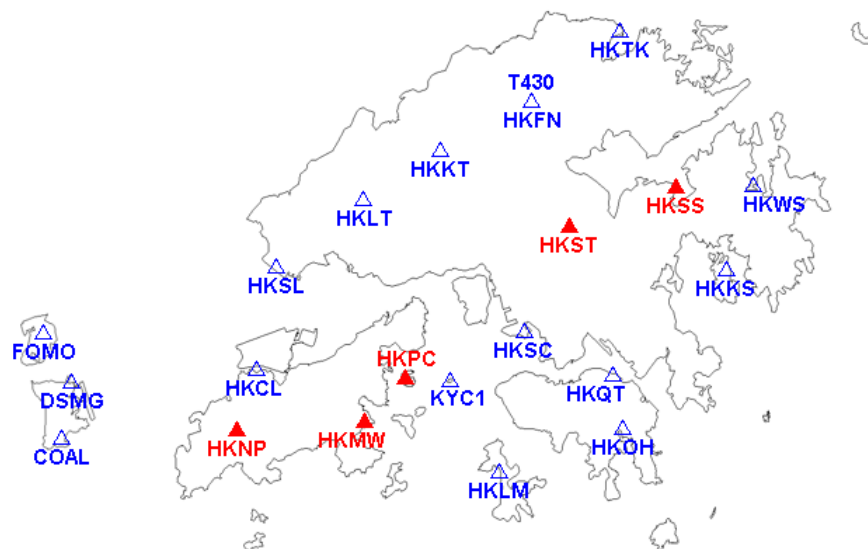 HKTK
T430
HKFN
HKKT
HKSS
HKWS
HKLT
HKST
HKSL
HKKS
FOMO
HKSC
HKPC
HKCL
DSMG
KYC1
HKQT
HKNP
HKMW
HKOH
COAL
HKLM